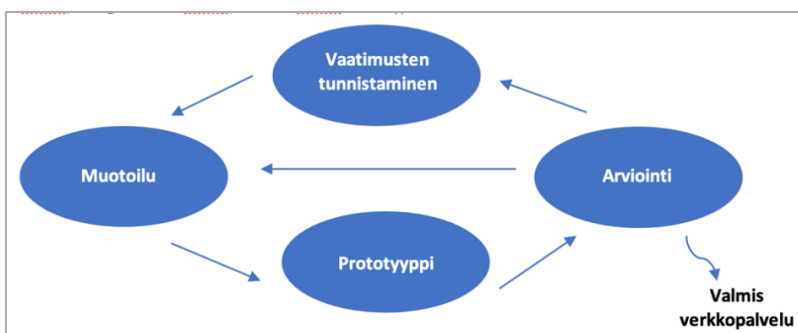 Vaatimusten
tunnistaminen
Muotoilu
Arviointi
Prototyyppi
Valmis
verkkopalvelu